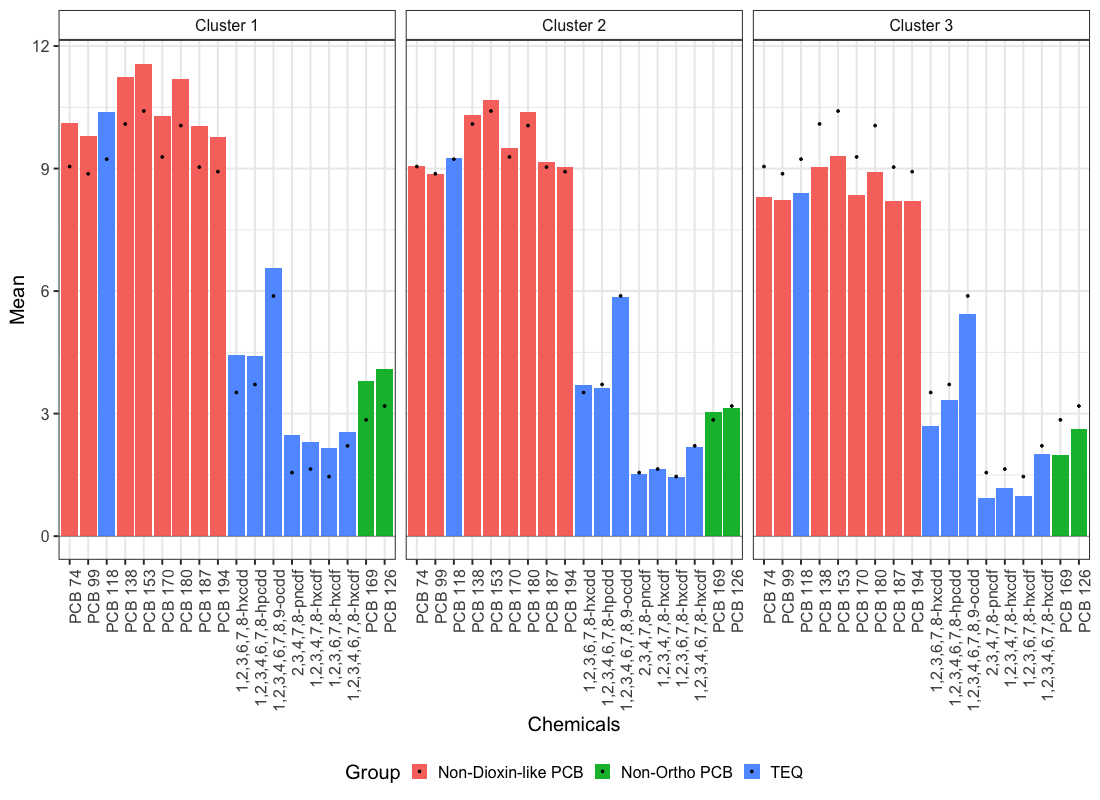 Cluster 1
Cluster 2
Cluster 3
Mean
12
9
6
3
0
PCB 74
PCB 99
PCB 118
PCB 138
PCB 153
PCB 170
PCB 180
PCB 187
PCB 194
1,2,3,6,7,8-hxcdd
1,2,3,4,6,7,8-hpcdd
1,2,3,4,6,7,8,9-ocdd
2,3,4,7,8-pncdf
1,2,3,4,7,8-hxcdf
1,2,3,6,7,8-hxcdf
1,2,3,4,6,7,8-hxcdf
PCB 169
PCB 126
PCB 74
PCB 99
PCB 118
PCB 138
PCB 153
PCB 170
PCB 180
PCB 187
PCB 194
1,2,3,6,7,8-hxcdd
1,2,3,4,6,7,8-hpcdd
1,2,3,4,6,7,8,9-ocdd
2,3,4,7,8-pncdf
1,2,3,4,7,8-hxcdf
1,2,3,6,7,8-hxcdf
1,2,3,4,6,7,8-hxcdf
PCB 169
PCB 126
PCB 74
PCB 99
PCB 118
PCB 138
PCB 153
PCB 170
PCB 180
PCB 187
PCB 194
1,2,3,6,7,8-hxcdd
1,2,3,4,6,7,8-hpcdd
1,2,3,4,6,7,8,9-ocdd
2,3,4,7,8-pncdf
1,2,3,4,7,8-hxcdf
1,2,3,6,7,8-hxcdf
1,2,3,4,6,7,8-hxcdf
PCB 169
PCB 126
Chemicals
Group Non-Dioxin-like PCB Non-Ortho PCB TEQ